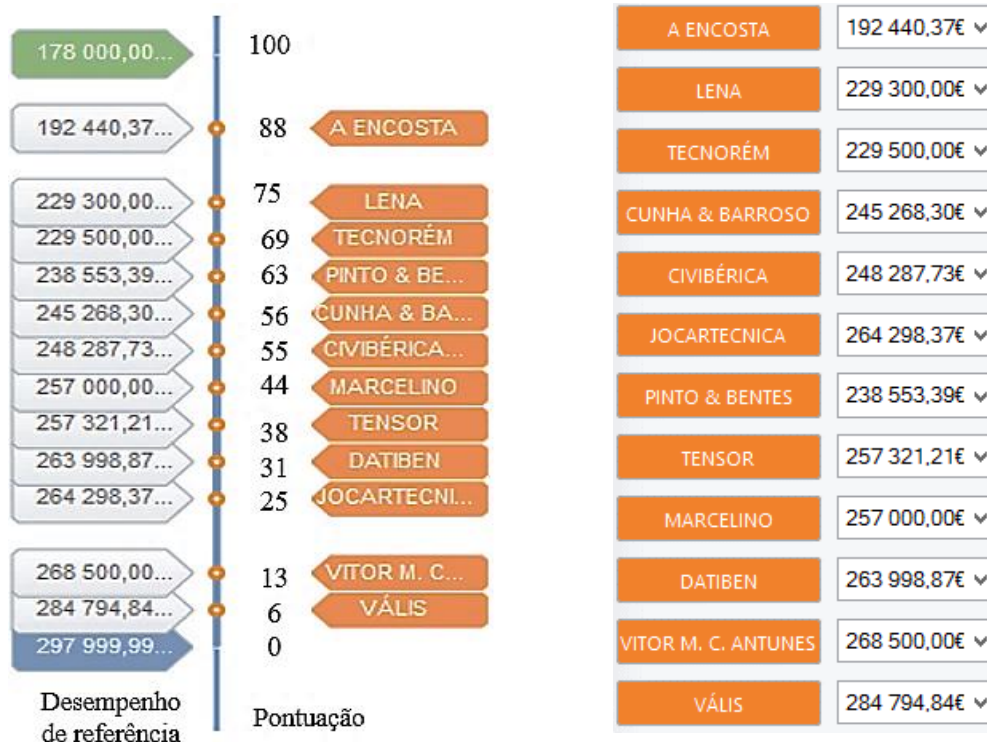 178 000,00... 100
192 440,37... 88 A ENCOSTA
229 300,00... 75 LENA
229 500,00... 69 TECNORÉM
238 553,39... 63 PINTO & BE...
245 268,30... 56 CUNHA & BA...
248 287,73... 55 CIVIBÉRICA...
257 000,00... 44 MARCELINO
257 321,21... 38 TENSOR
263 998,87... 31 DATIBEN
264 298,37... 25 JOCARTECNI...
268 500,00... 13 VITOR M. C...
284 794,84... 6 VÁLIS
297 999,99... 0
Desempenho
de referência
Pontuação
A ENCOSTA 192 440,37€
LENA 229 300,00€
TECNORÉM 229 500,00€
CUNHA & BARROSO 245 268,30€
CIVIBÉRICA 248 287,73€
JOCARTECNICA 264 298,37€
PINTO & BENTES 238 553,39€
TENSOR 257 321,21€
MARCELINO 257 000,00€
DATIBEN 263 998,87€
VITOR M. C. ANTUNES 268 500,00€
VÁLIS 284 794,84€